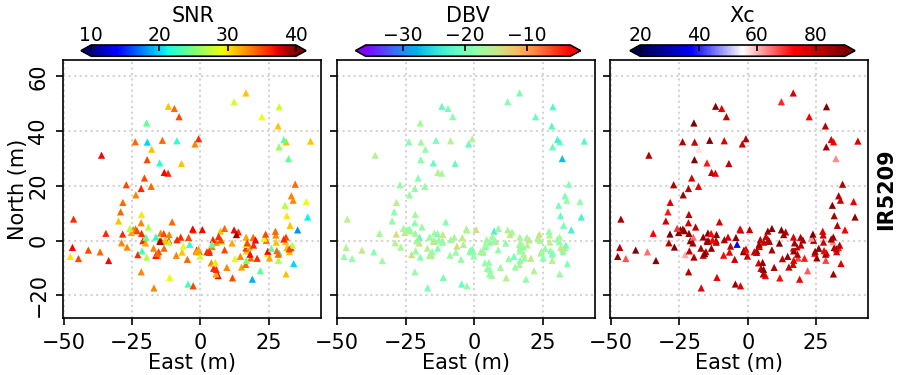 SNR DBV Xc
10 20 30 40 −30 −20 −10 20 40 60 80
60
40
20
0
−20
North (m)
IR5209
−50 −25 0 25 −50 −25 0 25 −50 −25 0 25
East (m) East (m) East (m)